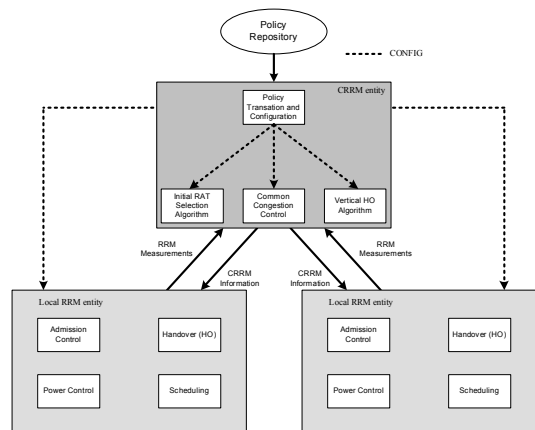 Policy
Repository
CONFIG
CRRM entity
Policy
Transation and
Configuration
Initial RAT
Selection
Algorithm
Common
Congestion
Control
Vertical HO
Algorithm
RRM
Measurements
CRRM
Information
CRRM
Information
RRM
Measurements
Local RRM entity
Admission
Control
Handover (HO)
Power Control
Scheduling
Local RRM entity
Admission
Control
Handover (HO)
Power Control
Scheduling